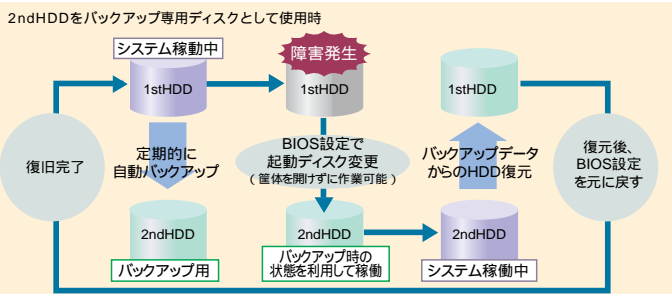 2ndHDDをバックアップ専用ディスクとして使用時
システム稼動中
1stHDD
障害発生
1stHDD
1stHDD
復旧完了
定期的に
自動バックアップ
BIOS設定で
起動ディスク変更
(筐体を開けずに作業可能)
バックアップデータ
からのHDD復元
復元後、
BIOS設定
を元に戻す
2ndHDD
バックアップ用
2ndHDD
バックアップ時の
状態を利用して稼働
2ndHDD
システム稼動中